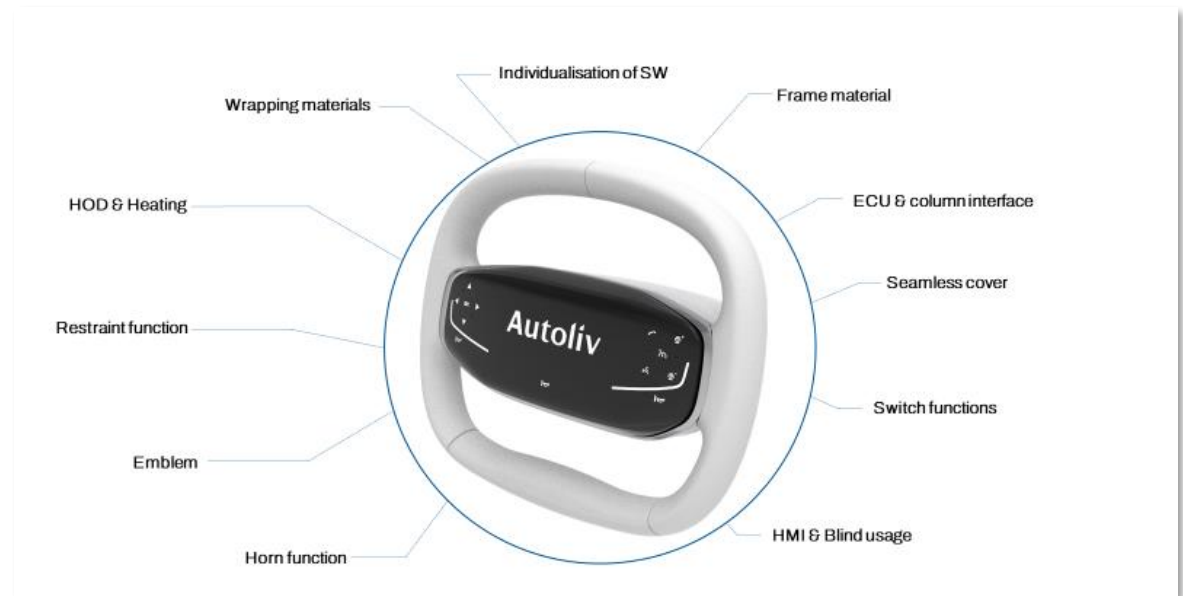 Individualisation of SW
Frame material
Wrapping materials
ECU & column interface
HOD & Heating
Seamless cover
Restraint function
Autoliv
Switch functions
Emblem
HMI & Blind usage
Horn function